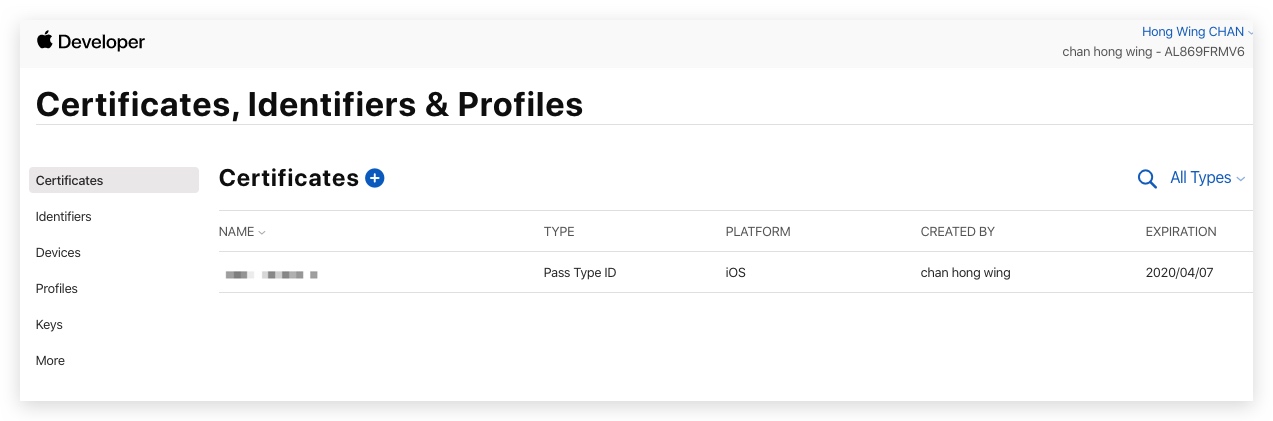 Developer
Hong Wing CHAN
chan hong wing - AL869FRMV6
Certificates, Identifiers & Profiles
Certificates
Identifiers
Devices
Profiles
Keys
More
Certificates
All Types
NAME TYPE PLATFORM CREATED BY EXPIRATION
Pass Type ID iOS chan hong wing 2020/04/07